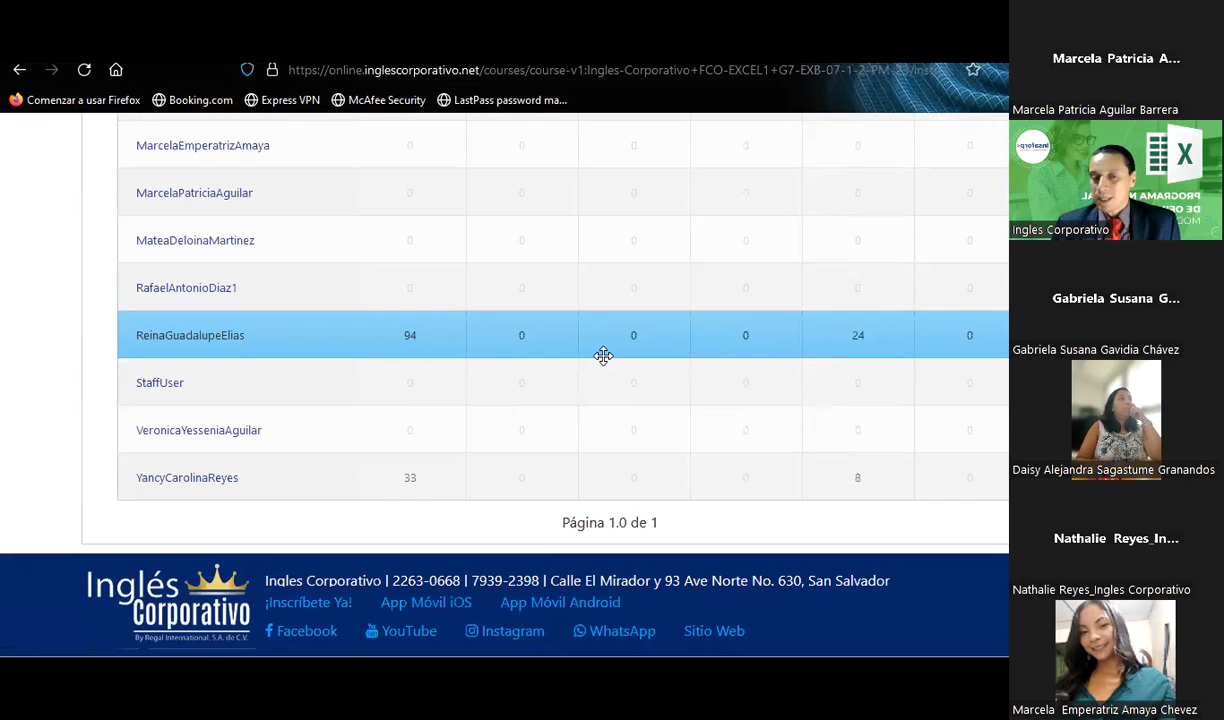 https://online.inglescorporativo.net/courses/course-v1:Ingles-Corporativo+FCO-EXCEL1+G7-EXB-07-1-2-PM-
Comenzar a usar Firefox Booking.com Express VPN McAfee Security LastPass password ma...
MarcelaEmperatrizAmaya 0 0 0 0 0 0
MarcelaPatriciaAguilar 0 0 0 0 0 0
MateaDeloinaMartinez 0 0 0 0 0 0
RafaelAntonioDiaz1 0 0 0 0 0 0
ReinaGuadalupeElias 94 0 0 0 24 0
StaffUser 0 0 0 0 0 0
VeronicaYesseniaAguilar 0 0 0 0 0 0
YancyCarolinaReyes 33 0 0 0 8 0
Página 1.0 de 1
Inglés
Corporativo
By Regal International, S.A. de C.V.
Ingles Corporativo | 2263-0668 | 7939-2398 | Calle El Mirador y 93 Ave Norte No. 630, San Salvador
¡Inscríbete Ya! App Móvil iOS App Móvil Android
Facebook YouTube Instagram WhatsApp Sitio Web
Marcela Patricia A...
Marcela Patricia Aguilar Barrera
Insaforp
X
PROGRAMA N
AL
DE OF
Ingles Corporativo
Gabriela Susana G...
Gabriela Susana Gavidia Chávez
Daisy Alejandra Sagastume Granandos
Nathalie Reyes_In...
Nathalie Reyes_Ingles Corporativo
Marcela Emperatriz Amaya Chevez